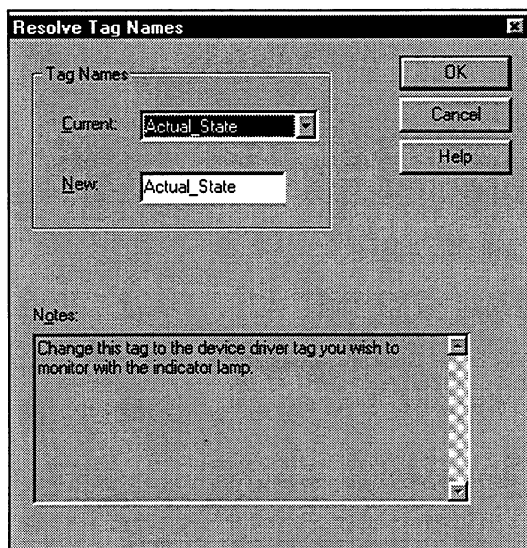 Resolve Tag Names
Tag Names
Current:
Actual_State
New:
Actual_State
OK
Cancel
Help
Notes:
Change this tag to the device driver tag you wish to
monitor with the indicator lamp.